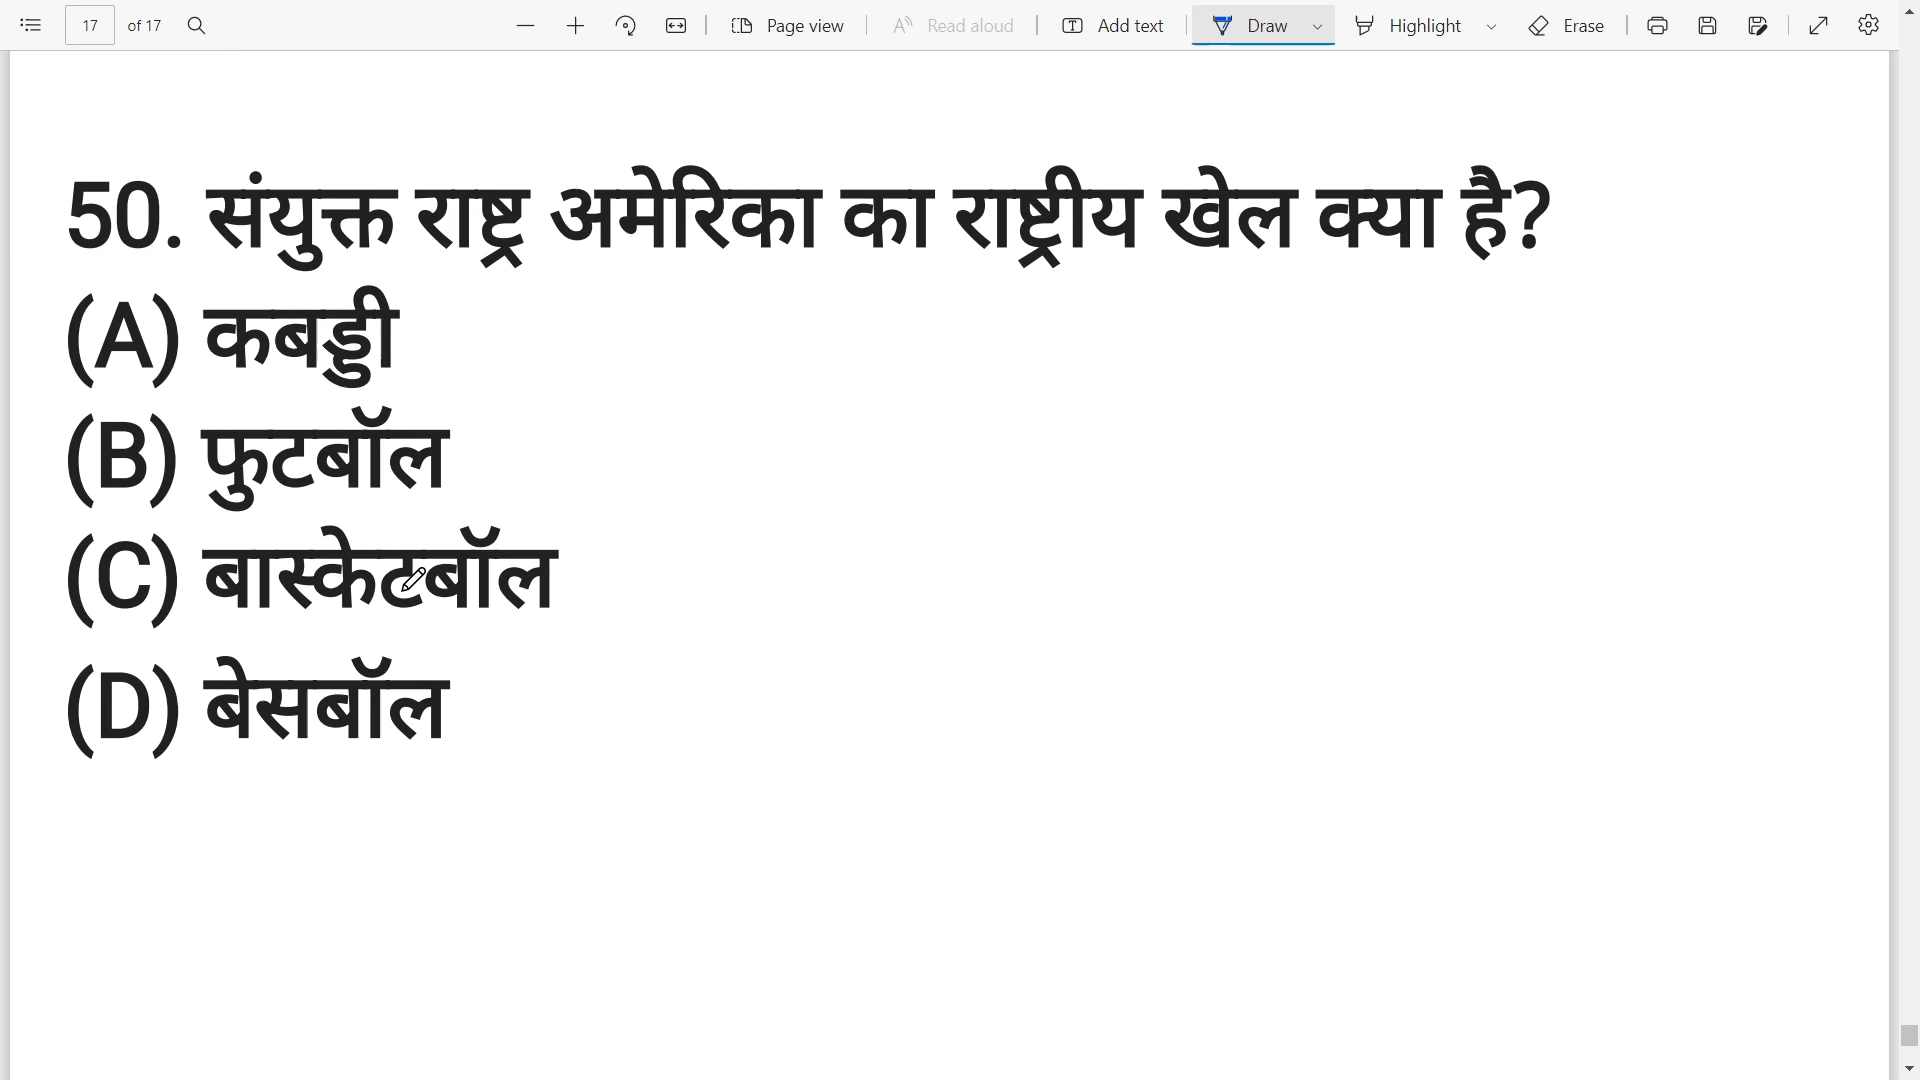 17 of 17 Page view Read aloud Add text Draw Highlight Erase
50. संयुक्त राष्ट्र अमेरिका का राष्ट्रीय खेल क्या है?
(A) कबड्डी
(B) फुटबॉल
(C) बास्केटबॉल
(D) बेसबॉल